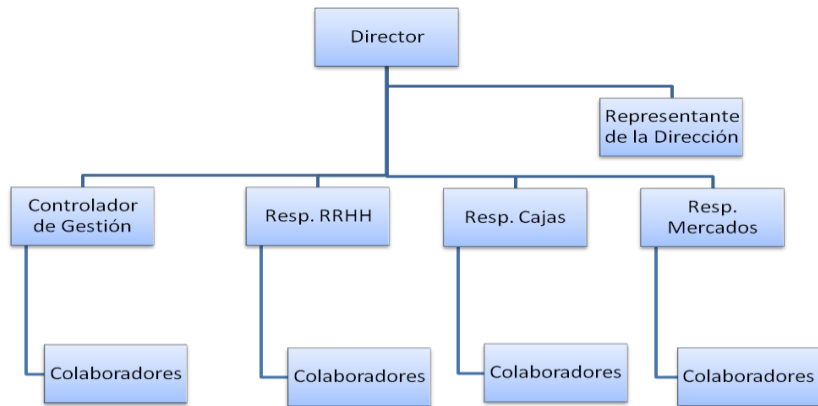 Director
Representante
de la Dirección
Controlador
de Gestión
Resp. RRHH
Resp. Cajas
Resp.
Mercados
Colaboradores
Colaboradores
Colaboradores
Colaboradores